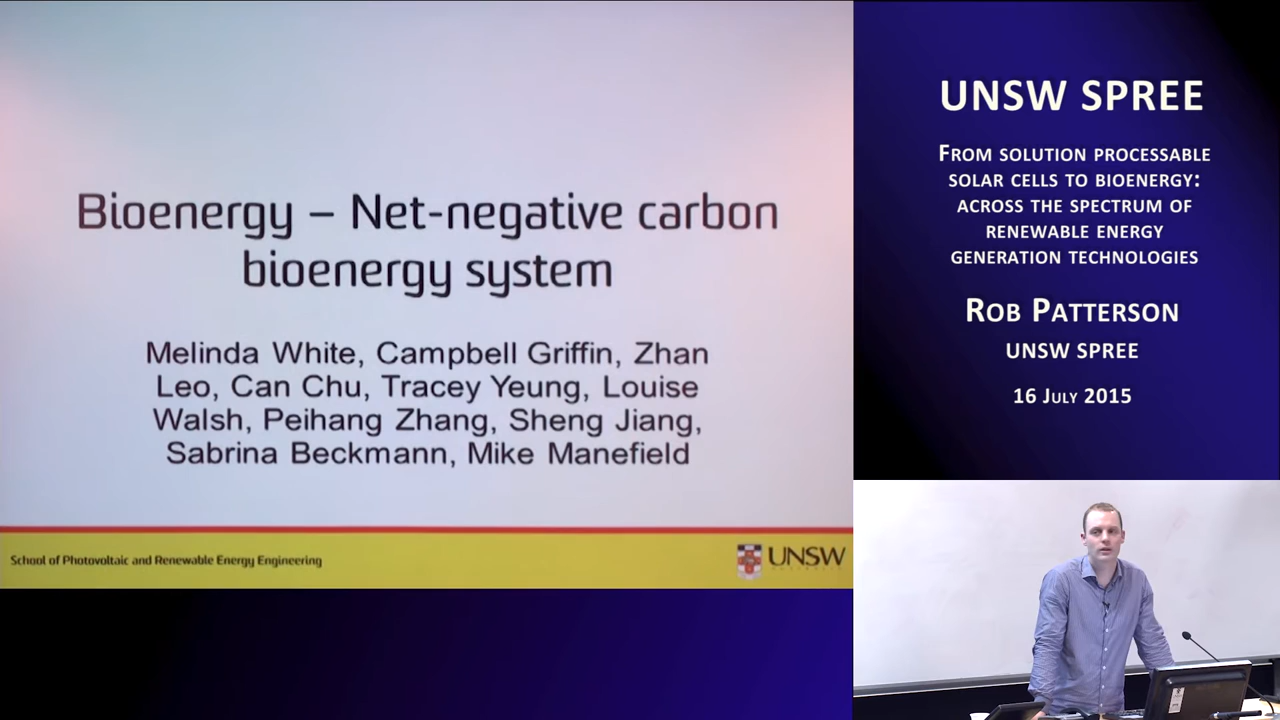 Bioenergy – Net-negative carbon
bioenergy system
Melinda White, Campbell Griffin, Zhan
Leo, Can Chu, Tracey Yeung, Louise
Walsh, Peihang Zhang, Sheng Jiang,
Sabrina Beckmann, Mike Manefield
School of Photovoltaic and Renewable Energy Engineering
UNSW
UNSW SPREE
From solution processable
solar cells to bioenergy:
across the spectrum of
renewable energy
generation technologies
Rob Patterson
UNSW SPREE
16 July 2015